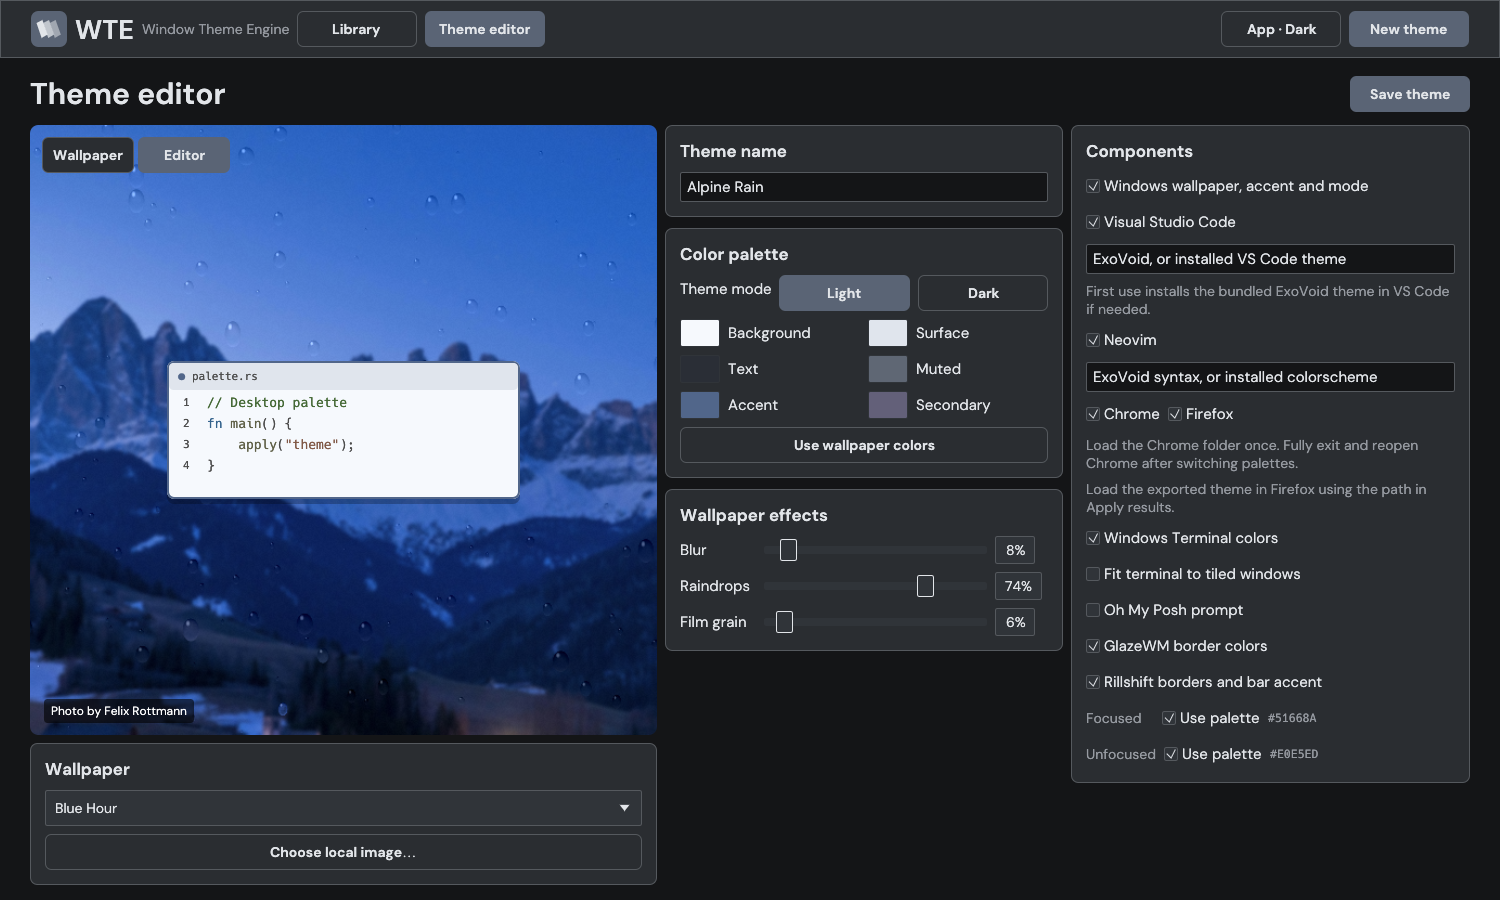 WTE Window Theme Engine Library Theme editor App · Dark New theme
Theme editor Save theme
Wallpaper Editor
palette.rs
1 // Desktop palette
2 fn main() {
3 apply("theme");
4 }
Photo by Felix Rottmann
Wallpaper
Blue Hour
Choose local image...
Theme name
Alpine Rain
Color palette
Theme mode Light Dark
Background Surface
Text Muted
Accent Secondary
Use wallpaper colors
Wallpaper effects
Blur 8%
Raindrops 74%
Film grain 6%
Components
Windows wallpaper, accent and mode
Visual Studio Code
ExoVoid, or installed VS Code theme
First use installs the bundled ExoVoid theme in VS Code
if needed.
Neovim
ExoVoid syntax, or installed colorscheme
Chrome Firefox
Load the Chrome folder once. Fully exit and reopen
Chrome after switching palettes.
Load the exported theme in Firefox using the path in
Apply results.
Windows Terminal colors
Fit terminal to tiled windows
Oh My Posh prompt
GlazeWM border colors
Rillshift borders and bar accent
Focused Use palette #51668A
Unfocused Use palette #E0E5ED